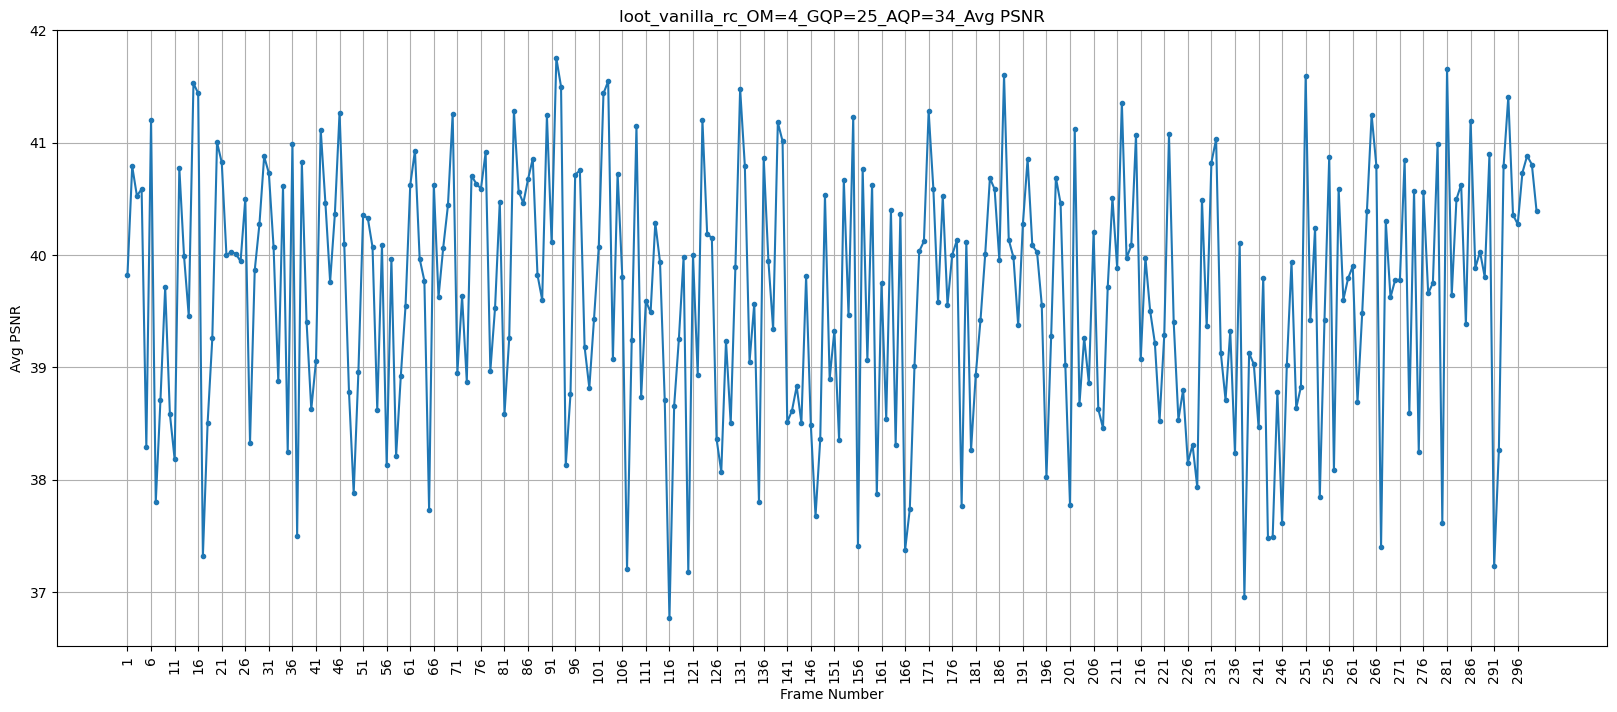 loot_vanilla_rc_OM=4_GQP=25_AQP=34_Avg PSNR
42
41
40
39
38
37
Avg PSNR
1 6 11 16 21 26 31 36 41 46 51 56 61 66 71 76 81 86 91 96 101 106 111 116 121 126 131 136 141 146 151 156 161 166 171 176 181 186 191 196 201 206 211 216 221 226 231 236 241 246 251 256 261 266 271 276 281 286 291 296
Frame Number